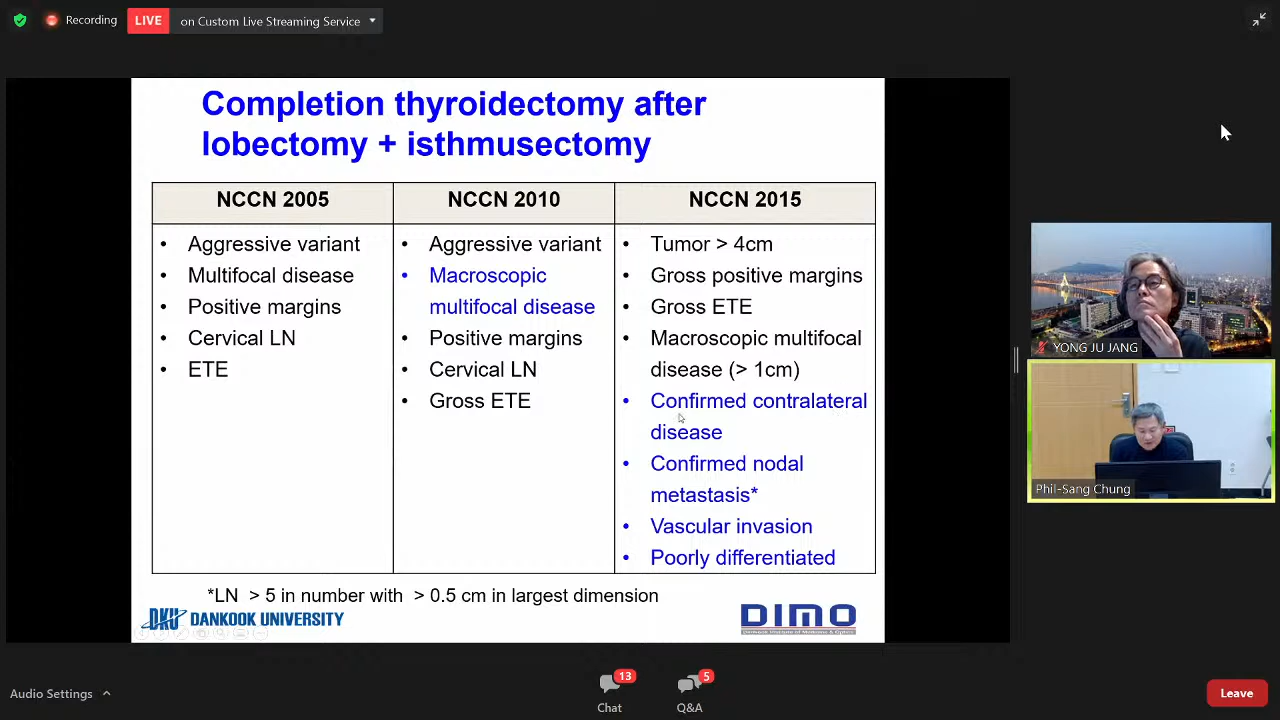 Recording
LIVE
on Custom Live Streaming Service
Completion thyroidectomy after
lobectomy + isthmusectomy
NCCN 2005
• Aggressive variant
• Multifocal disease
• Positive margins
• Cervical LN
• ETE
NCCN 2010
• Aggressive variant
• Macroscopic
multifocal disease
• Positive margins
• Cervical LN
• Gross ETE
NCCN 2015
• Tumor > 4cm
• Gross positive margins
• Gross ETE
• Macroscopic multifocal
disease (> 1cm)
• Confirmed contralateral
disease
• Confirmed nodal
metastasis*
• Vascular invasion
• Poorly differentiated
*LN > 5 in number with > 0.5 cm in largest dimension
DKU DANKOOK UNIVERSITY
DIMO
YONG JU JANG
Phil-Sang Chung
Audio Settings
13
Chat
5
Q&A
Leave